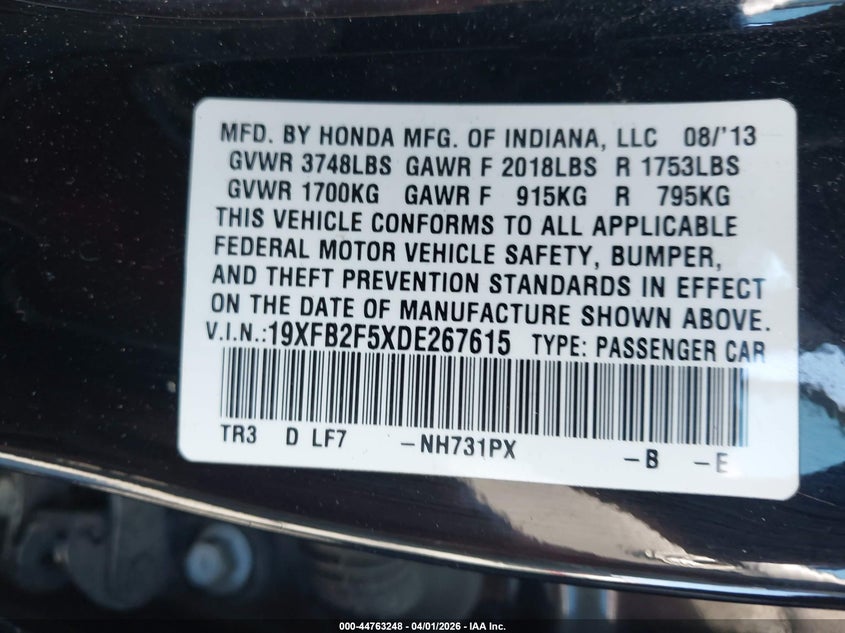 MFD. BY HONDA MFG. OF INDIANA, LLC 08/'13
GVWR 3748LBS GAWR F 2018LBS R 1753LBS
GVWR 1700KG GAWR F 915KG R 795KG
THIS VEHICLE CONFORMS TO ALL APPLICABLE
FEDERAL MOTOR VEHICLE SAFETY, BUMPER,
AND THEFT PREVENTION STANDARDS IN EFFECT
ON THE DATE OF MANUFACTURE SHOWN ABOVE.
V.I.N.:19XFB2F5XDE267615 TYPE: PASSENGER CAR
TR3 D LF7 -NH731PX -B -E
000-44763248 - 04/01/2026 - IAA Inc.